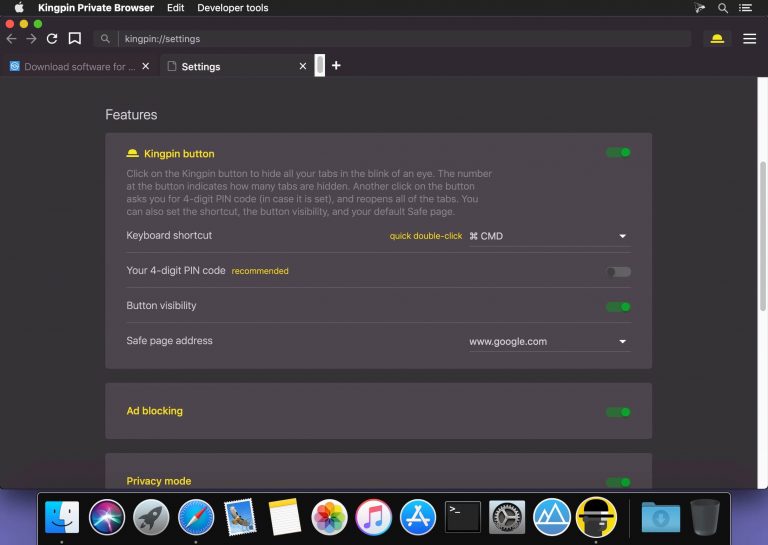 Kingpin Private Browser Edit Developer tools
kingpin://settings
Download software for ...
Settings
Features
Kingpin button
Click on the Kingpin button to hide all your tabs in the blink of an eye. The number
at the button indicates how many tabs are hidden. Another click on the button
asks you for 4-digit PIN code (in case it is set), and reopens all of the tabs. You
can also set the shortcut, the button visibility, and your default Safe page.
Keyboard shortcut quick double-click ⌘ CMD
Your 4-digit PIN code recommended
Button visibility
Safe page address www.google.com
Ad blocking
Privacy mode
>_